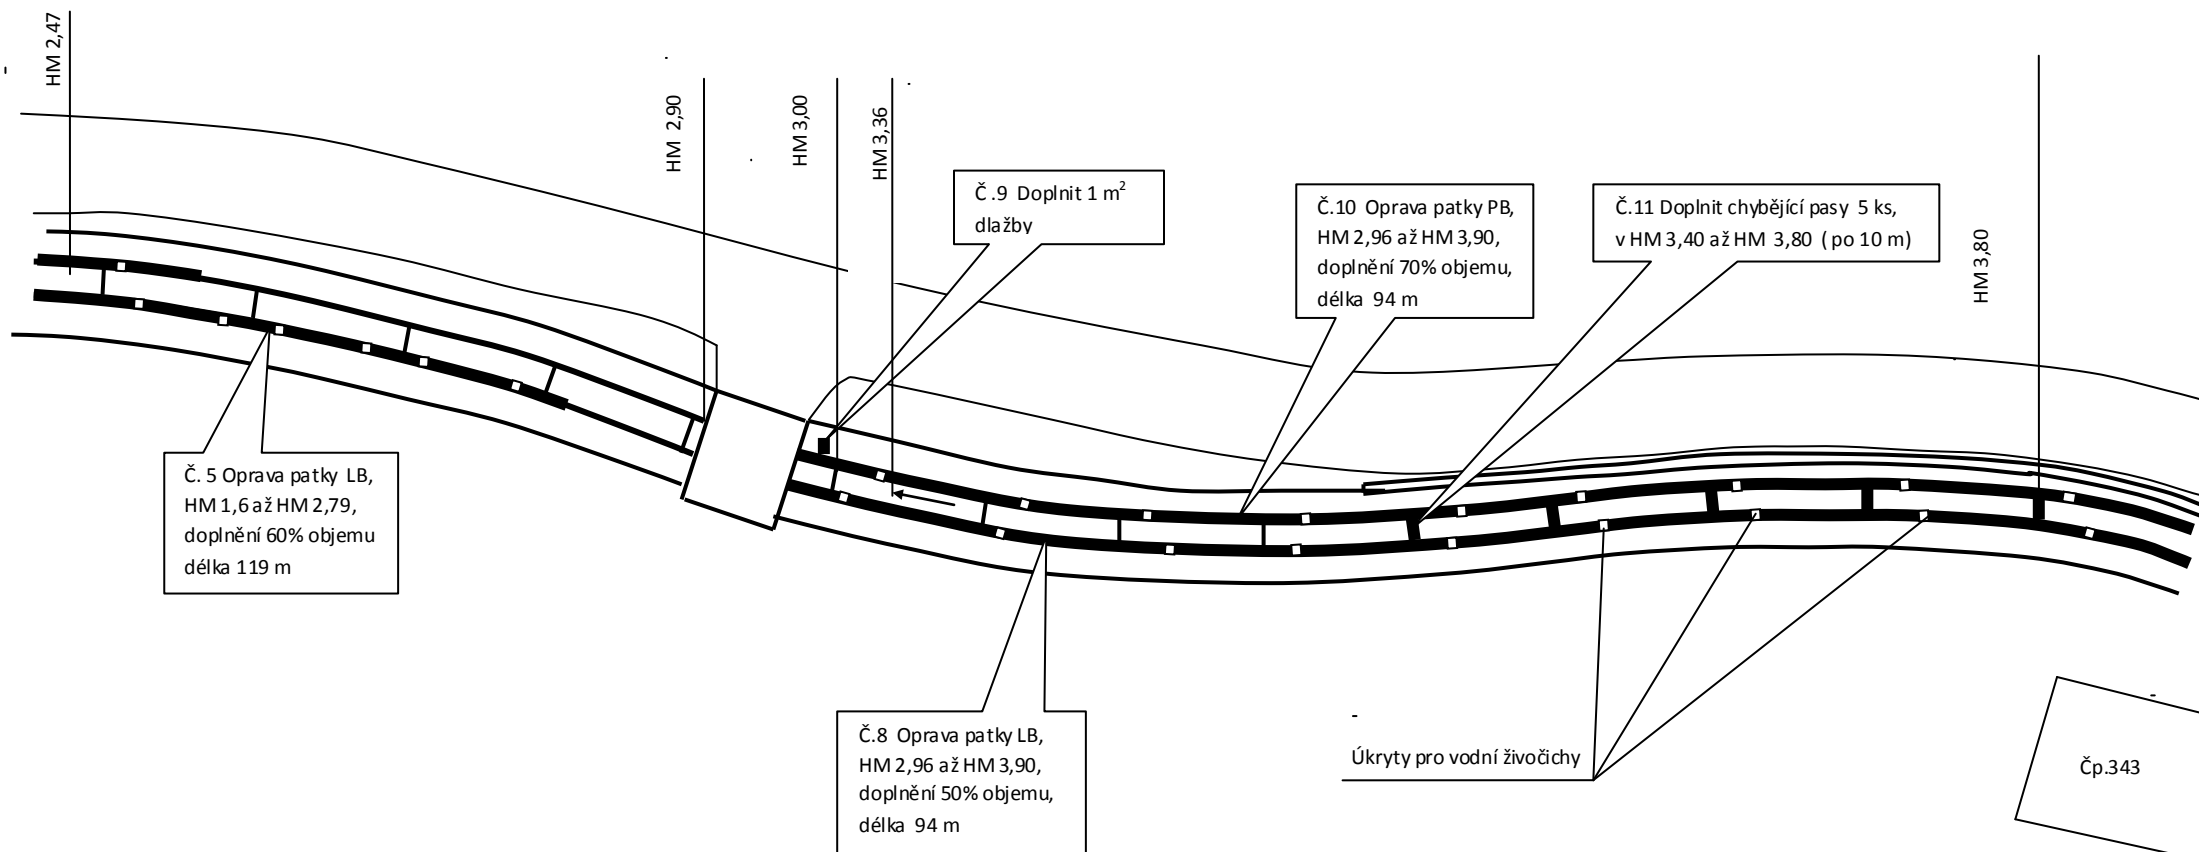 HM 2,47
HM 2,90
HM 3,00
HM 3,36
HM 3,80
Č .9 Doplnit 1 m²
dlažby
Č.10 Oprava patky PB,
HM 2,96 až HM 3,90,
doplnění 70% objemu,
délka 94 m
Č.11 Doplnit chybějící pasy 5 ks,
v HM 3,40 až HM 3,80 ( po 10 m)
Č. 5 Oprava patky LB,
HM 1,6 až HM 2,79,
doplnění 60% objemu
délka 119 m
Č.8 Oprava patky LB,
HM 2,96 až HM 3,90,
doplnění 50% objemu,
délka 94 m
Úkryty pro vodní živočichy
Čp.343